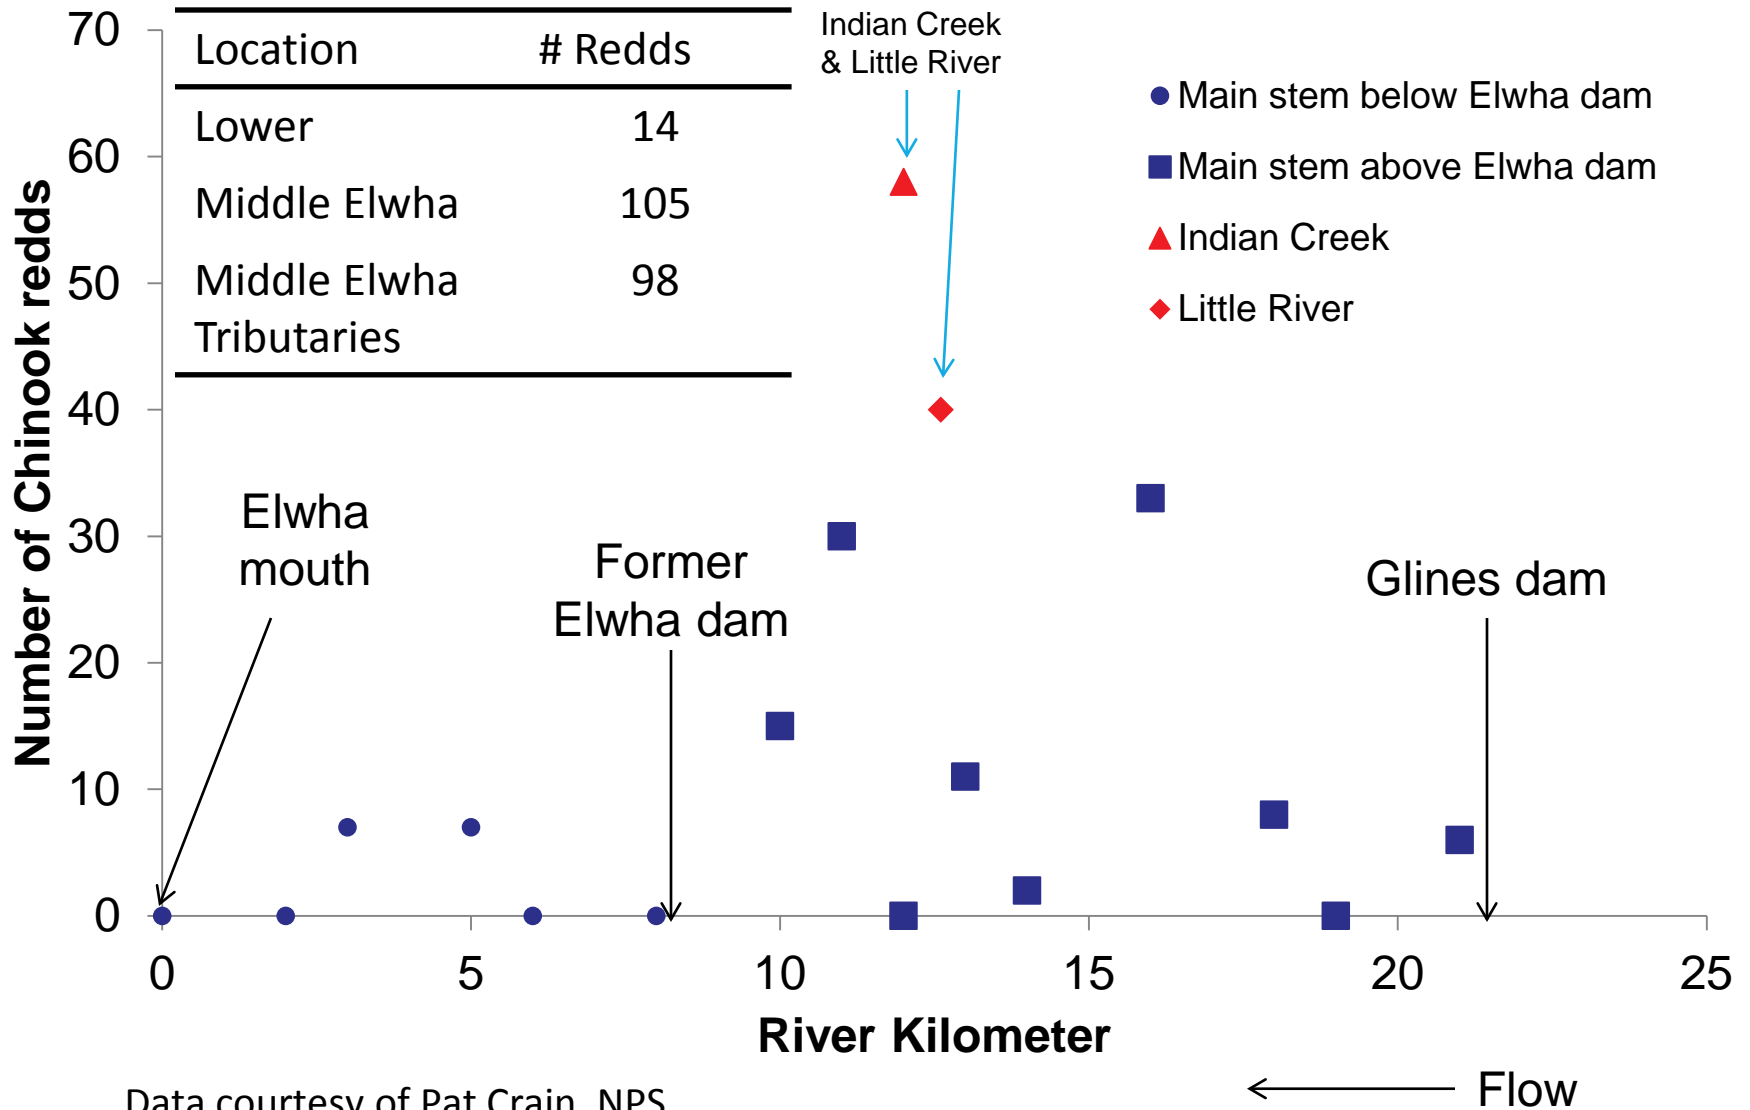 Location # Redds
Lower 14
Middle Elwha 105
Middle Elwha 98
Tributaries
Indian Creek
& Little River
Main stem below Elwha dam
Main stem above Elwha dam
Indian Creek
Little River
Number of Chinook redds
70
60
50
40
30
20
10
0
Elwha
mouth
Former
Elwha dam
Glines dam
0 5 10 15 20 25
River Kilometer
Flow
Data courtesy of Pat Crain, NPS